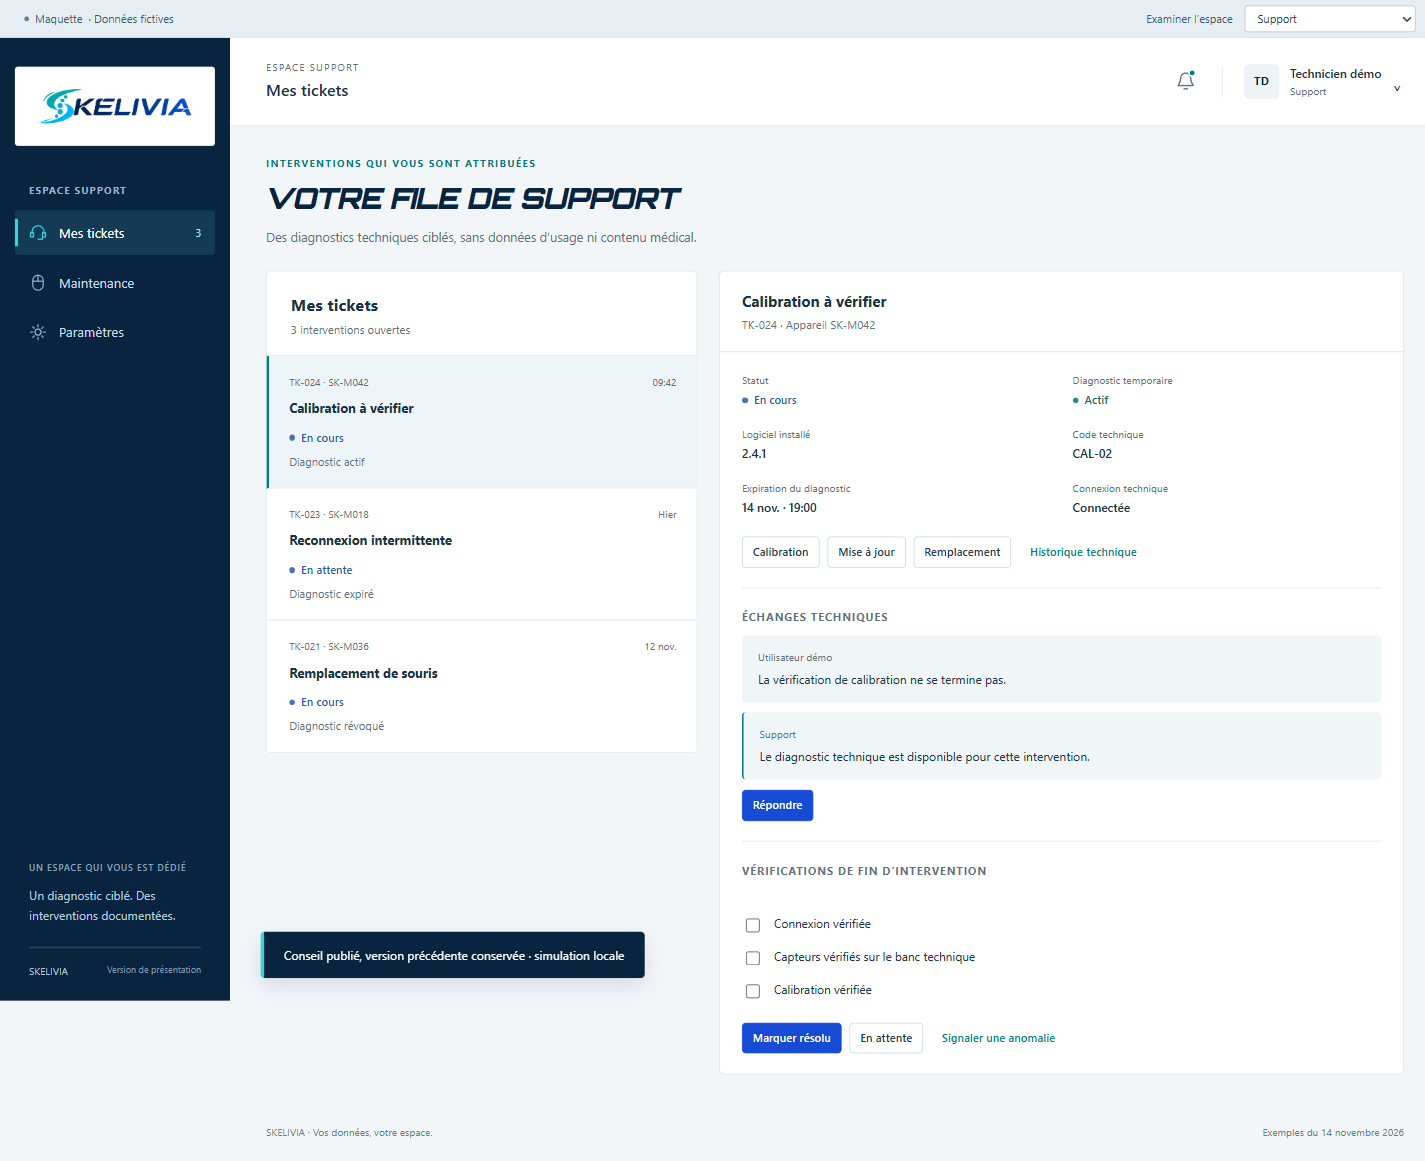 Maquette · Données fictives
Examiner l'espace
Support
SKELIVIA
ESPACE SUPPORT
Mes tickets 3
Maintenance
Paramètres
UN ESPACE QUI VOUS EST DÉDIÉ
Un diagnostic ciblé. Des
interventions documentées.
SKELIVIA
Version de présentation
ESPACE SUPPORT
Mes tickets
TD
Technicien démo
Support
INTERVENTIONS QUI VOUS SONT ATTRIBUÉES
VOTRE FILE DE SUPPORT
Des diagnostics techniques ciblés, sans données d'usage ni contenu médical.
Mes tickets
3 interventions ouvertes
TK-024 · SK-M042 09:42
Calibration à vérifier
En cours
Diagnostic actif
TK-023 · SK-M018 Hier
Reconnexion intermittente
En attente
Diagnostic expiré
TK-021 · SK-M036 12 nov.
Remplacement de souris
En cours
Diagnostic révoqué
Conseil publié, version précédente conservée · simulation locale
Calibration à vérifier
TK-024 · Appareil SK-M042
Statut
En cours
Diagnostic temporaire
Actif
Logiciel installé
2.4.1
Code technique
CAL-02
Expiration du diagnostic
14 nov. · 19:00
Connexion technique
Connectée
Calibration
Mise à jour
Remplacement
Historique technique
ÉCHANGES TECHNIQUES
Utilisateur démo
La vérification de calibration ne se termine pas.
Support
Le diagnostic technique est disponible pour cette intervention.
Répondre
VÉRIFICATIONS DE FIN D'INTERVENTION
Connexion vérifiée
Capteurs vérifiés sur le banc technique
Calibration vérifiée
Marquer résolu
En attente
Signaler une anomalie
SKELIVIA · Vos données, votre espace.
Exemples du 14 novembre 2026